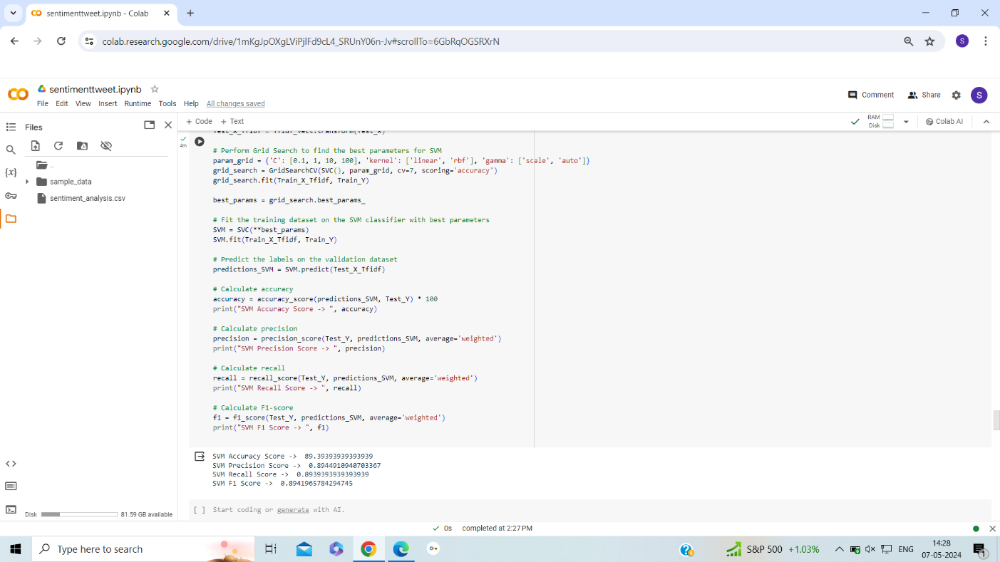 sentimenttweet.ipynb - Colab
colab.research.google.com/drive/1mKgJpOXgLViPjlFd9cL4_SRUnY06n-Jv#scrollTo=6GbRqOGSRXrN
S
sentimenttweet.ipynb
Comment
Share
S
File Edit View Insert Runtime Tools Help All changes saved
Files
+ Code + Text
RAM
Disk
Colab AI
4m
Test_X_Tfidf = Tfidf_vect.transform(Test_X)
# Perform Grid Search to find the best parameters for SVM
param_grid = {'C': [0.1, 1, 10, 100], 'kernel': ['linear', 'rbf'], 'gamma': ['scale', 'auto']}
grid_search = GridSearchCV(SVC(), param_grid, cv=7, scoring='accuracy')
grid_search.fit(Train_X_Tfidf, Train_Y)
best_params = grid_search.best_params_
# Fit the training dataset on the SVM classifier with best parameters
SVM = SVC(**best_params)
SVM.fit(Train_X_Tfidf, Train_Y)
# Predict the labels on the validation dataset
predictions_SVM = SVM.predict(Test_X_Tfidf)
# Calculate accuracy
accuracy = accuracy_score(predictions_SVM, Test_Y) * 100
print("SVM Accuracy Score -> ", accuracy)
# Calculate precision
precision = precision_score(Test_Y, predictions_SVM, average='weighted')
print("SVM Precision Score -> ", precision)
# Calculate recall
recall = recall_score(Test_Y, predictions_SVM, average='weighted')
print("SVM Recall Score -> ", recall)
# Calculate F1-score
f1 = f1_score(Test_Y, predictions_SVM, average='weighted')
print("SVM F1 Score -> ", f1)
SVM Accuracy Score ->  89.39393939393939
SVM Precision Score ->  0.8944910940703367
SVM Recall Score ->  0.8939393939393939
SVM F1 Score ->  0.8941965784294745
[ ] Start coding or generate with AI.
{x}
..
sample_data
sentiment_analysis.csv
Disk
81.59 GB available
0s completed at 2:27 PM
Type here to search
S&P 500 +1.03%
ENG
14:28
07-05-2024
1